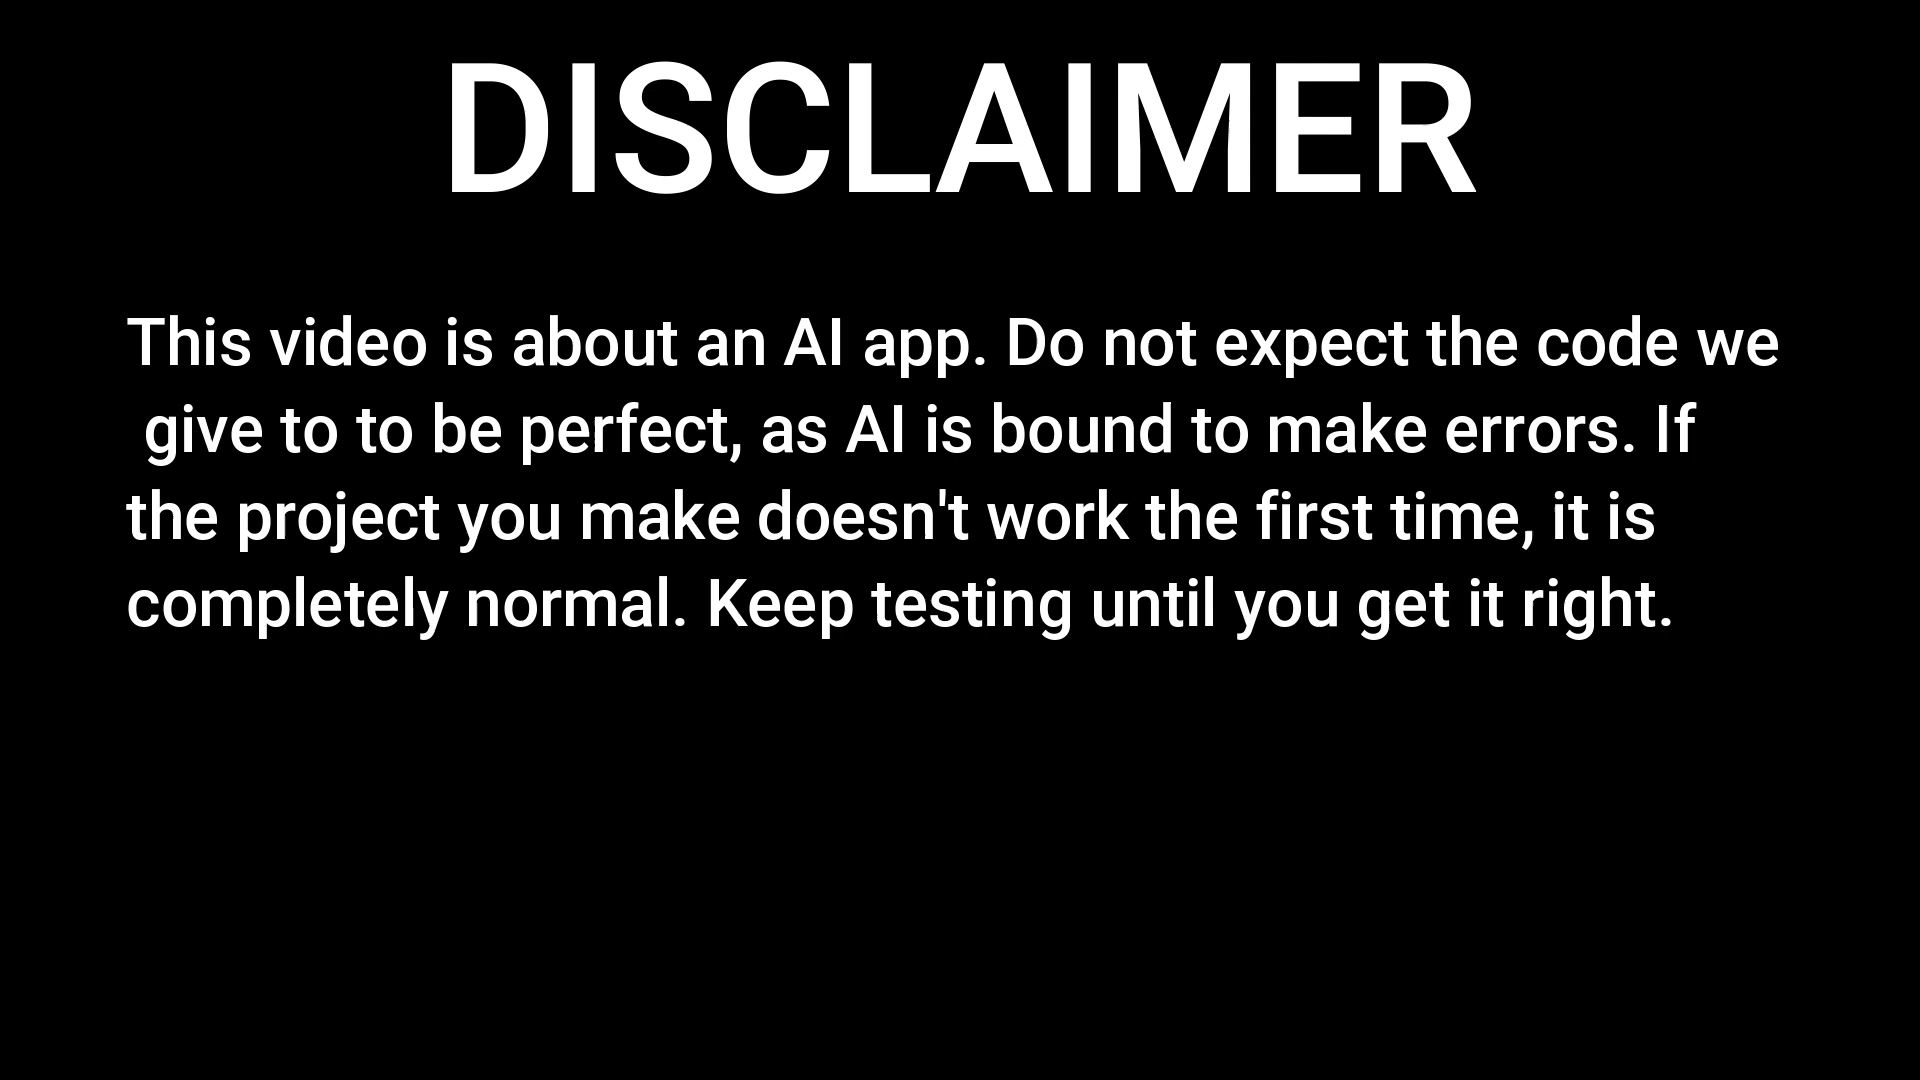 DISCLAIMER
This video is about an AI app. Do not expect the code we
give to to be perfect, as AI is bound to make errors. If
the project you make doesn't work the first time, it is
completely normal. Keep testing until you get it right.